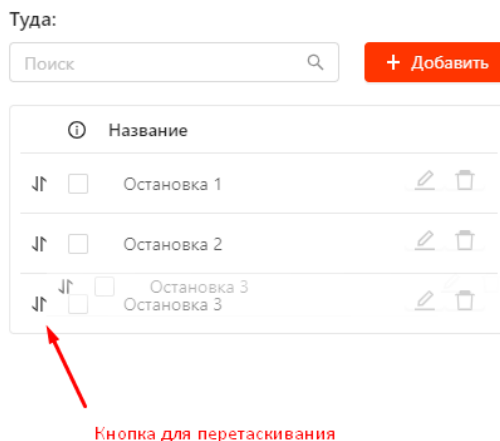 Туда:
Поиск
+ Добавить
Название
Остановка 1
Остановка 2
Остановка 3
Остановка 3
Кнопка для перетаскивания